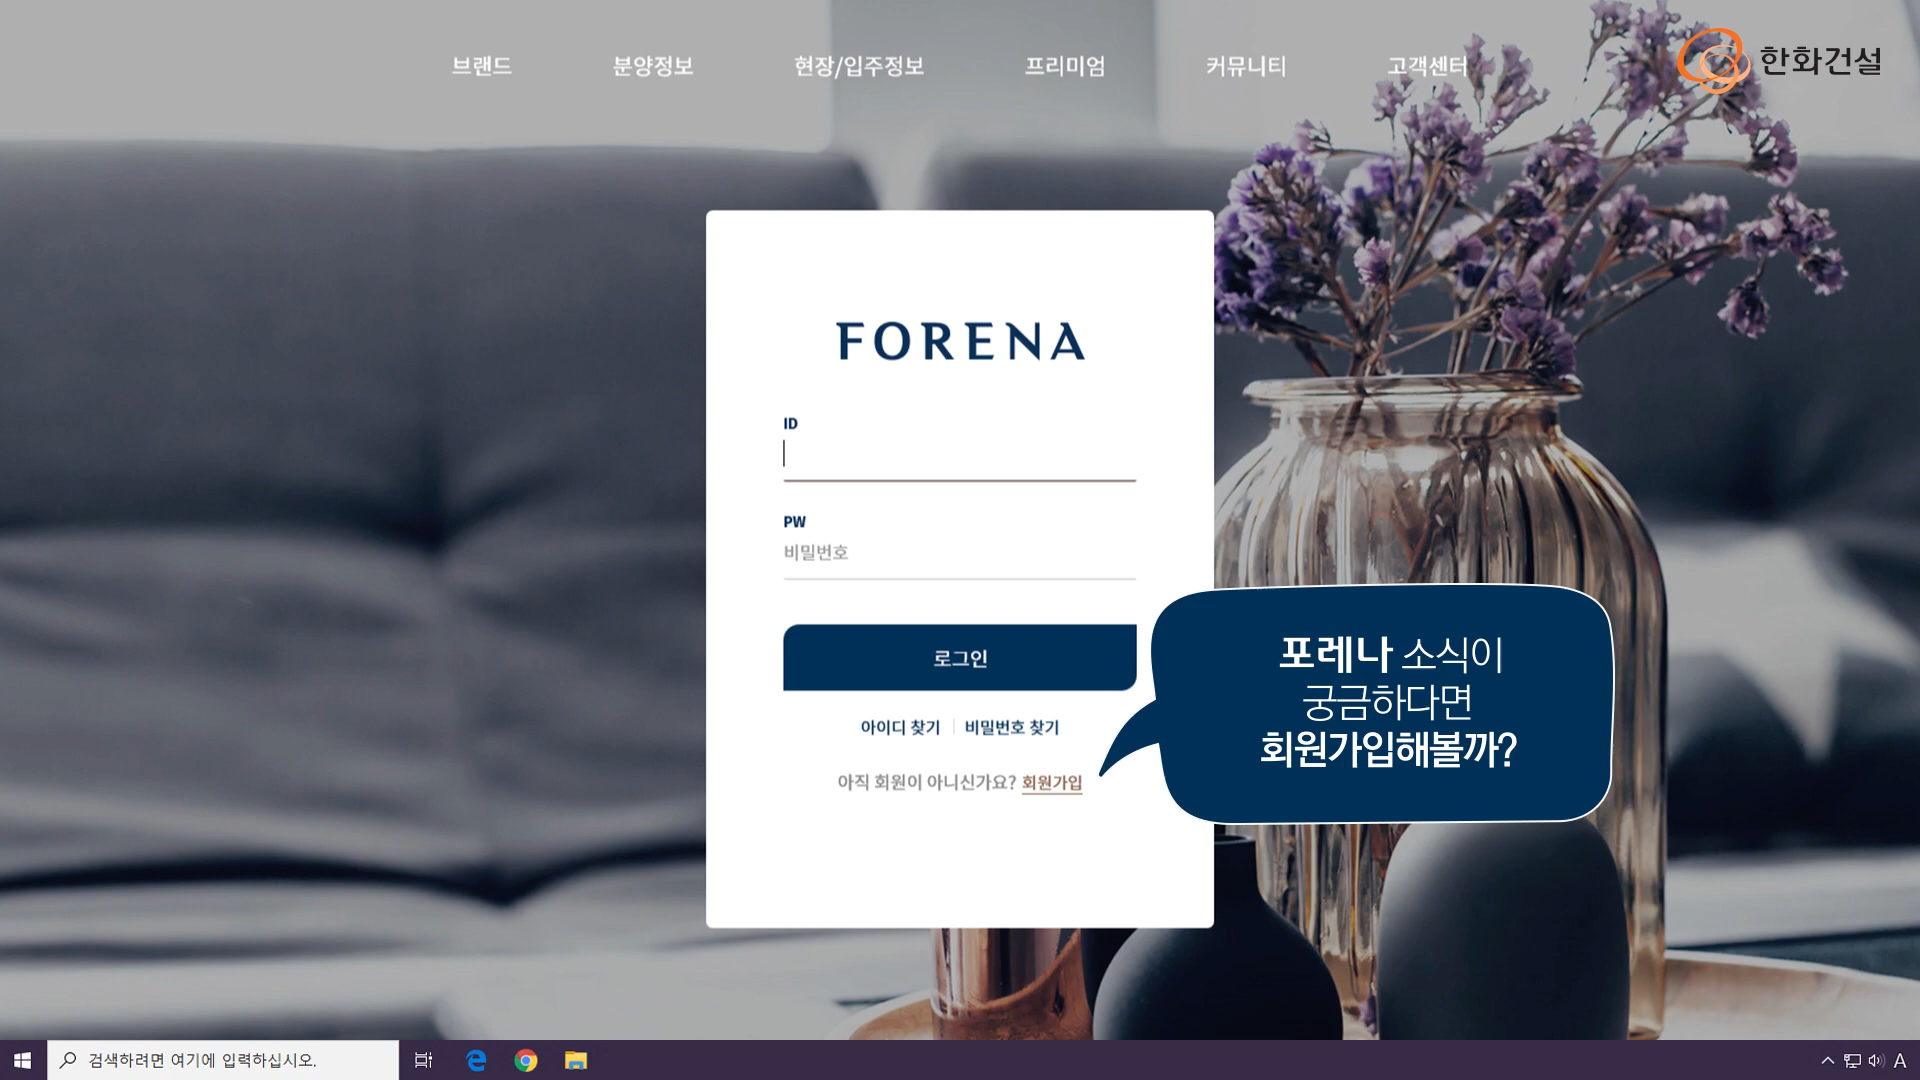 브랜드
분양정보
현장/입주정보
프리미엄
커뮤니티
고객센터
한화건설
FORENA
ID
PW
비밀번호
로그인
아이디 찾기
비밀번호 찾기
아직 회원이 아니신가요? 회원가입
포레나 소식이
궁금하다면
회원가입해볼까?
검색하려면 여기에 입력하십시오.
A